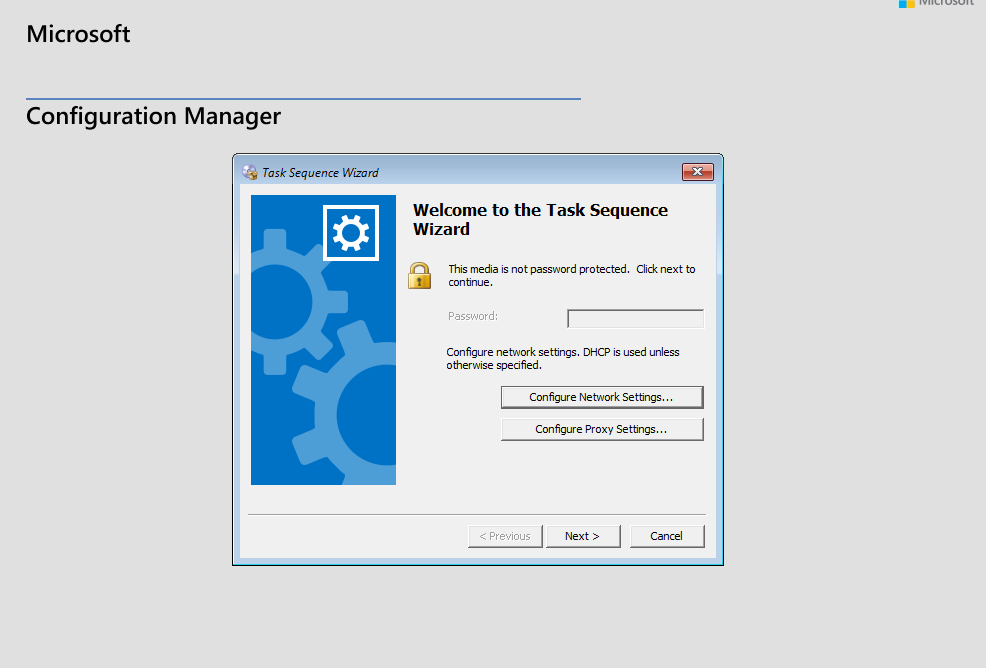 Microsoft
Microsoft
Configuration Manager
Task Sequence Wizard
Welcome to the Task Sequence
Wizard
This media is not password protected.  Click next to
continue.
Password:
Configure network settings. DHCP is used unless
otherwise specified.
Configure Network Settings...
Configure Proxy Settings...
< Previous
Next >
Cancel